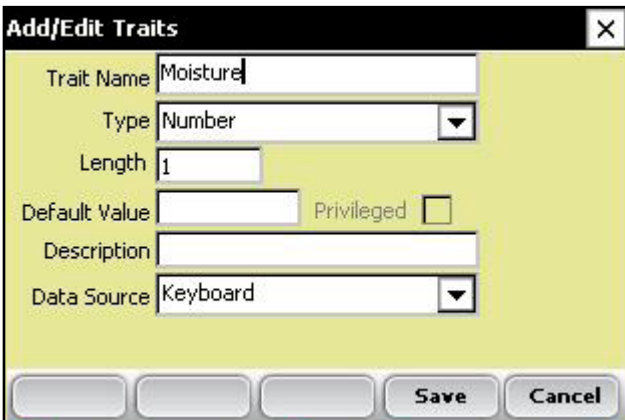 Add/Edit Traits
Trait Name Moisture
Type Number
Length 1
Default Value Privileged
Description
Data Source Keyboard
Save Cancel